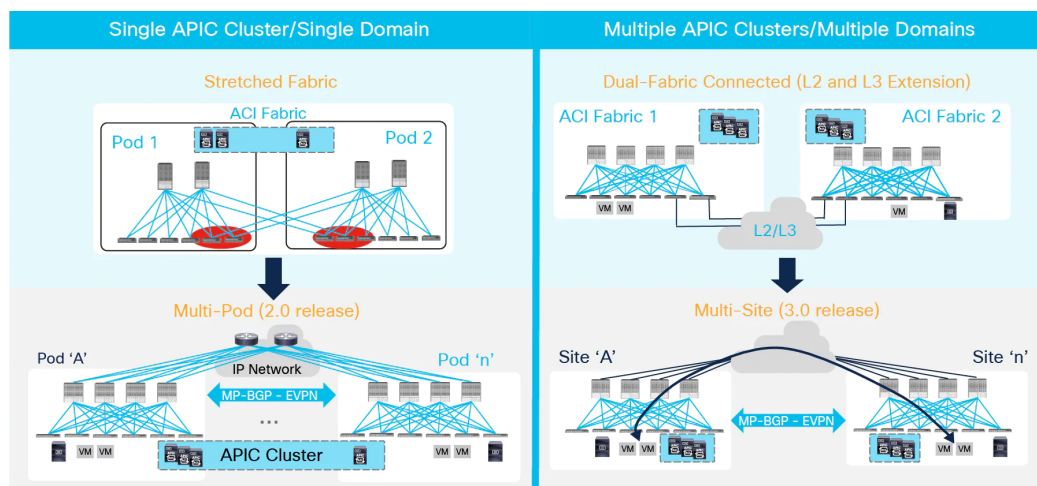 Single APIC Cluster/Single Domain
Multiple APIC Clusters/Multiple Domains
Stretched Fabric
ACI Fabric
Pod 1
Pod 2
Dual-Fabric Connected (L2 and L3 Extension)
ACI Fabric 1
ACI Fabric 2
VM VM
VM
L2/L3
Multi-Pod (2.0 release)
Pod ‘A’
Pod ‘n’
IP Network
MP-BGP - EVPN
...
VM VM
VM VM
APIC Cluster
Multi-Site (3.0 release)
Site ‘A’
Site ‘n’
MP-BGP - EVPN
VM VM
VM VM